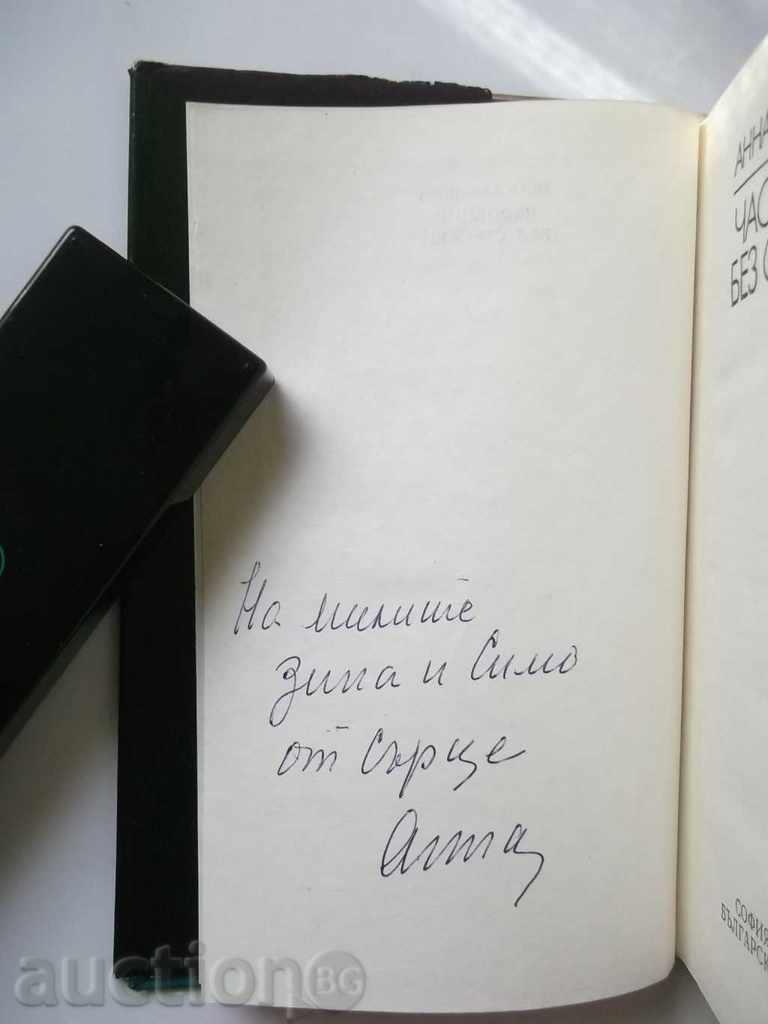 На милите
Зина и Симо
от сърце
Анна
АННА
ЧАС
БЕЗ С
СОФИЯ
БЪЛГАРСК
auctionBG